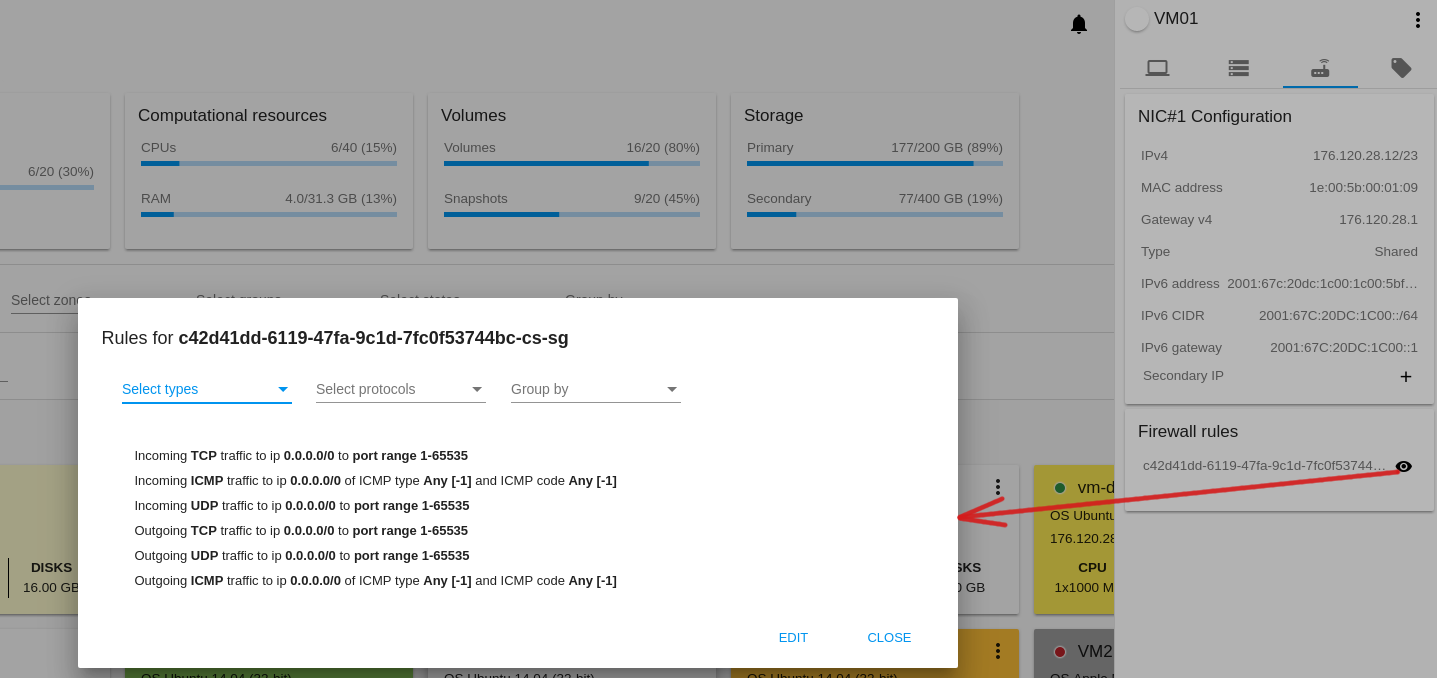 VM01
Computational resources
CPUs 6/40 (15%)
RAM 4.0/31.3 GB (13%)
6/20 (30%)
Volumes
Volumes 16/20 (80%)
Snapshots 9/20 (45%)
Storage
Primary 177/200 GB (89%)
Secondary 77/400 GB (19%)
NIC#1 Configuration
IPv4 176.120.28.12/23
MAC address 1e:00:5b:00:01:09
Gateway v4 176.120.28.1
Type Shared
IPv6 address 2001:67c:20dc:1c00:1c00:5bf…
IPv6 CIDR 2001:67C:20DC:1C00::/64
IPv6 gateway 2001:67C:20DC:1C00::1
Secondary IP
Firewall rules
c42d41dd-6119-47fa-9c1d-7fc0f53744…
Select zones Select groups Select states Group by
Rules for c42d41dd-6119-47fa-9c1d-7fc0f53744bc-cs-sg
Select types Select protocols Group by
Incoming TCP traffic to ip 0.0.0.0/0 to port range 1-65535
Incoming ICMP traffic to ip 0.0.0.0/0 of ICMP type Any [-1] and ICMP code Any [-1]
Incoming UDP traffic to ip 0.0.0.0/0 to port range 1-65535
Outgoing TCP traffic to ip 0.0.0.0/0 to port range 1-65535
Outgoing UDP traffic to ip 0.0.0.0/0 to port range 1-65535
Outgoing ICMP traffic to ip 0.0.0.0/0 of ICMP type Any [-1] and ICMP code Any [-1]
EDIT CLOSE
DISKS
16.00 GB
SKS
GB
vm-d
OS Ubuntu
176.120.28
CPU
1x1000 M
VM2
OS Ubuntu 14.04 (32-bit) OS Ubuntu 14.04 (32-bit) OS Ubuntu 14.04 (32-bit) OS Apple